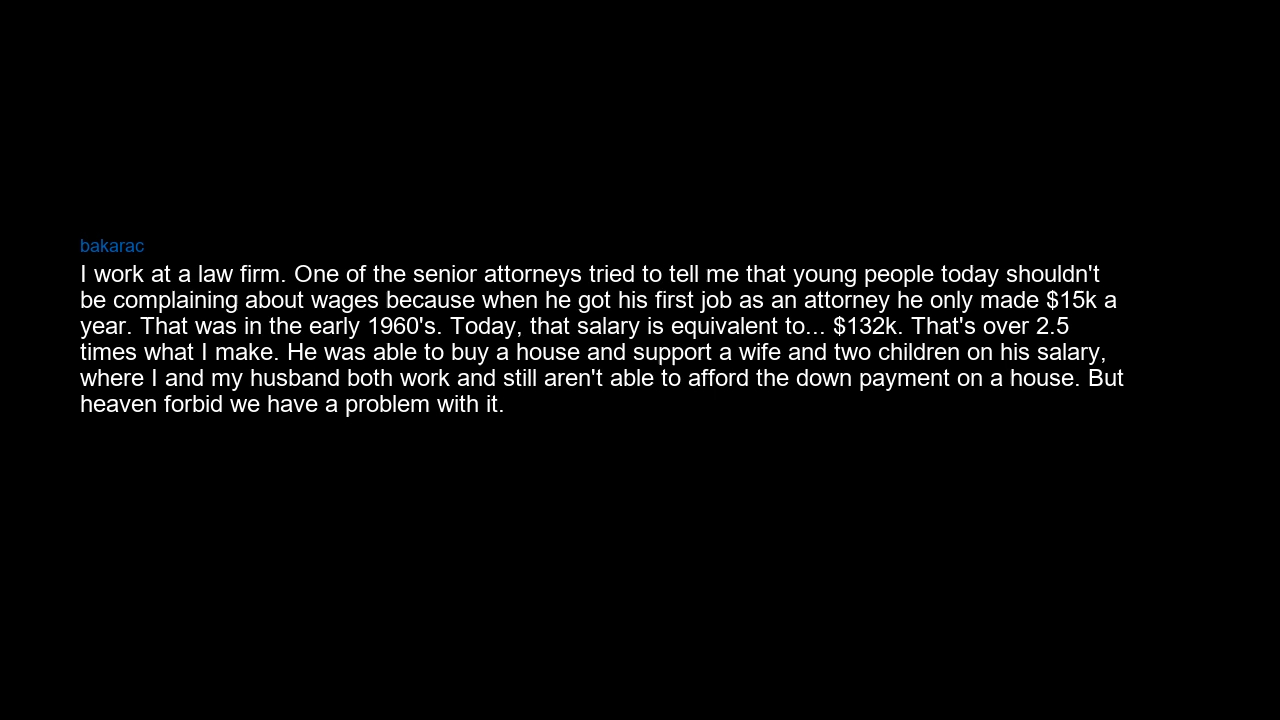 bakarac
I work at a law firm. One of the senior attorneys tried to tell me that young people today shouldn't
be complaining about wages because when he got his first job as an attorney he only made $15k a
year. That was in the early 1960's. Today, that salary is equivalent to... $132k. That's over 2.5
times what I make. He was able to buy a house and support a wife and two children on his salary,
where I and my husband both work and still aren't able to afford the down payment on a house. But
heaven forbid we have a problem with it.